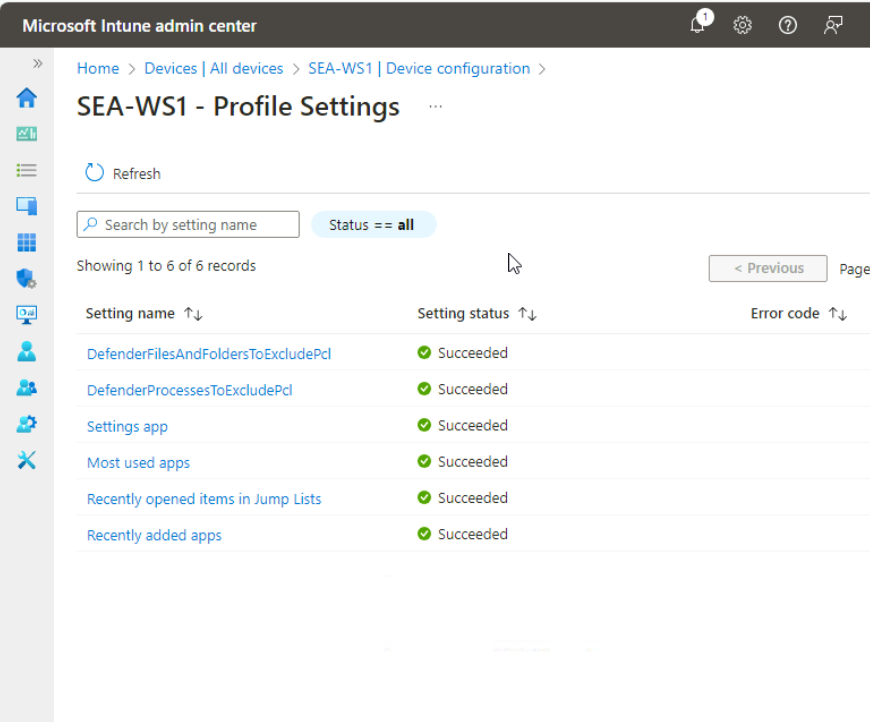 Microsoft Intune admin center
1
Home > Devices | All devices > SEA-WS1 | Device configuration >
SEA-WS1 - Profile Settings ...
Refresh
Search by setting name
Status == all
Showing 1 to 6 of 6 records
< Previous
Page
Setting name ↑↓ Setting status ↑↓ Error code ↑↓
DefenderFilesAndFoldersToExcludePcl Succeeded
DefenderProcessesToExcludePcl Succeeded
Settings app Succeeded
Most used apps Succeeded
Recently opened items in Jump Lists Succeeded
Recently added apps Succeeded